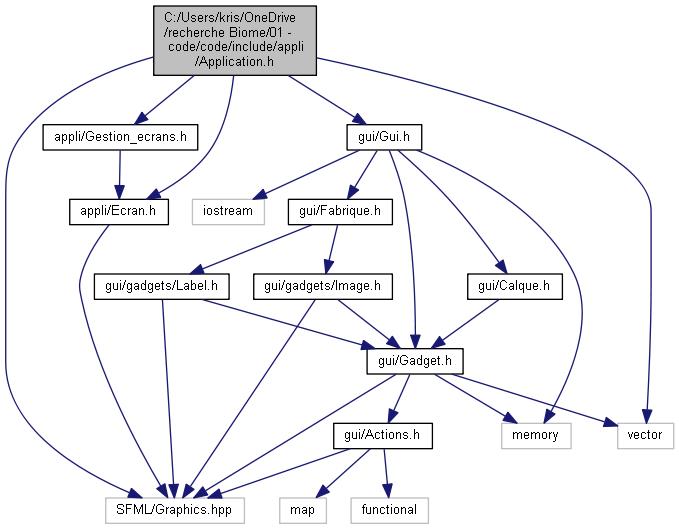 C:/Users/kris/OneDrive
/recherche Biome/01 -
code/code/include/appli
/Application.h
appli/Gestion_ecrans.h
gui/Gui.h
appli/Ecran.h
iostream
gui/Fabrique.h
gui/gadgets/Label.h
gui/gadgets/Image.h
gui/Calque.h
gui/Gadget.h
gui/Actions.h
memory
vector
SFML/Graphics.hpp
map
functional